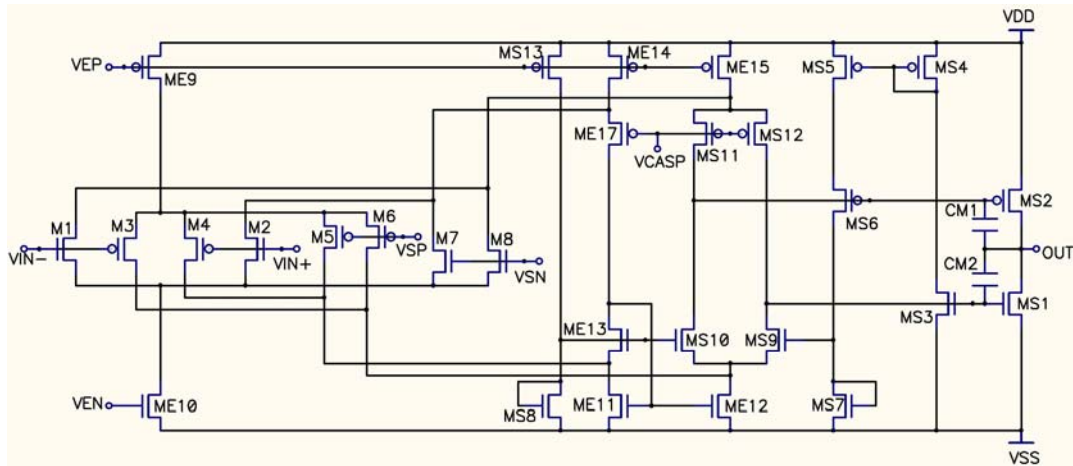 VDD
VEP
ME9
MS13
ME14
ME15
MS5
MS4
ME17
VCASP
MS11
MS12
MS6
CM1
MS2
M1
M3
M4
M2
M5
M6
VSP
M7
M8
VIN-
VIN+
VSN
OUT
CM2
ME13
MS10
MS9
MS3
MS1
VEN
ME10
MS8
ME11
ME12
MS7
VSS